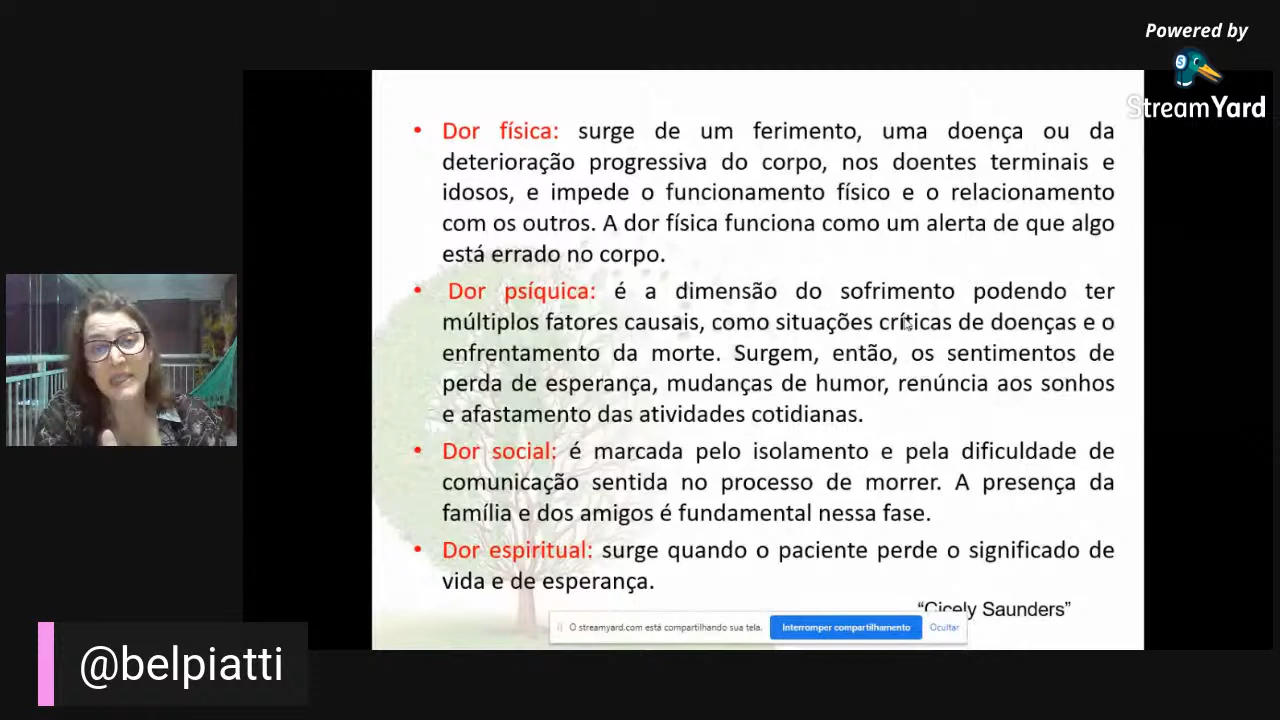 Powered by
StreamYard
• Dor física: surge de um ferimento, uma doença ou da
deterioração progressiva do corpo, nos doentes terminais e
idosos, e impede o funcionamento físico e o relacionamento
com os outros. A dor física funciona como um alerta de que algo
está errado no corpo.
• Dor psíquica: é a dimensão do sofrimento podendo ter
múltiplos fatores causais, como situações críticas de doenças e o
enfrentamento da morte. Surgem, então, os sentimentos de
perda de esperança, mudanças de humor, renúncia aos sonhos
e afastamento das atividades cotidianas.
• Dor social: é marcada pelo isolamento e pela dificuldade de
comunicação sentida no processo de morrer. A presença da
família e dos amigos é fundamental nessa fase.
• Dor espiritual: surge quando o paciente perde o significado de
vida e de esperança.
“Cicely Saunders”
O streamyard.com está compartilhando sua tela. Interromper compartilhamento Ocultar
@belpiatti